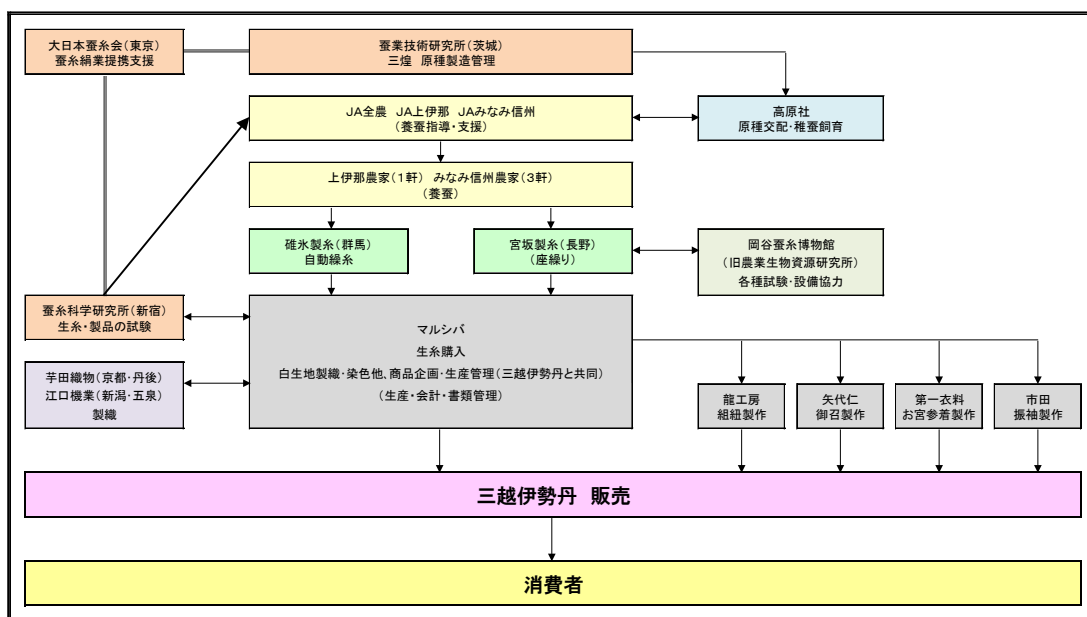 大日本蚕糸会(東京)
蚕糸絹業提携支援
蚕業技術研究所(茨城)
三煌 原種製造管理
JA全農 JA上伊那 JAみなみ信州
(養蚕指導・支援)
高原社
原種交配・稚蚕飼育
上伊那農家(1軒) みなみ信州農家(3軒)
(養蚕)
碓氷製糸(群馬)
自動繰糸
宮坂製糸(長野)
(座繰り)
岡谷蚕糸博物館
(旧農業生物資源研究所)
各種試験・設備協力
蚕糸科学研究所(新宿)
生糸・製品の試験
マルシバ
生糸購入
白生地製織・染色他、商品企画・生産管理(三越伊勢丹と共同)
(生産・会計・書類管理)
芋田織物(京都・丹後)
江口機業(新潟・五泉)
製織
龍工房
組紐製作
矢代仁
御召製作
第一衣料
お宮参着製作
市田
振袖製作
三越伊勢丹 販売
消費者